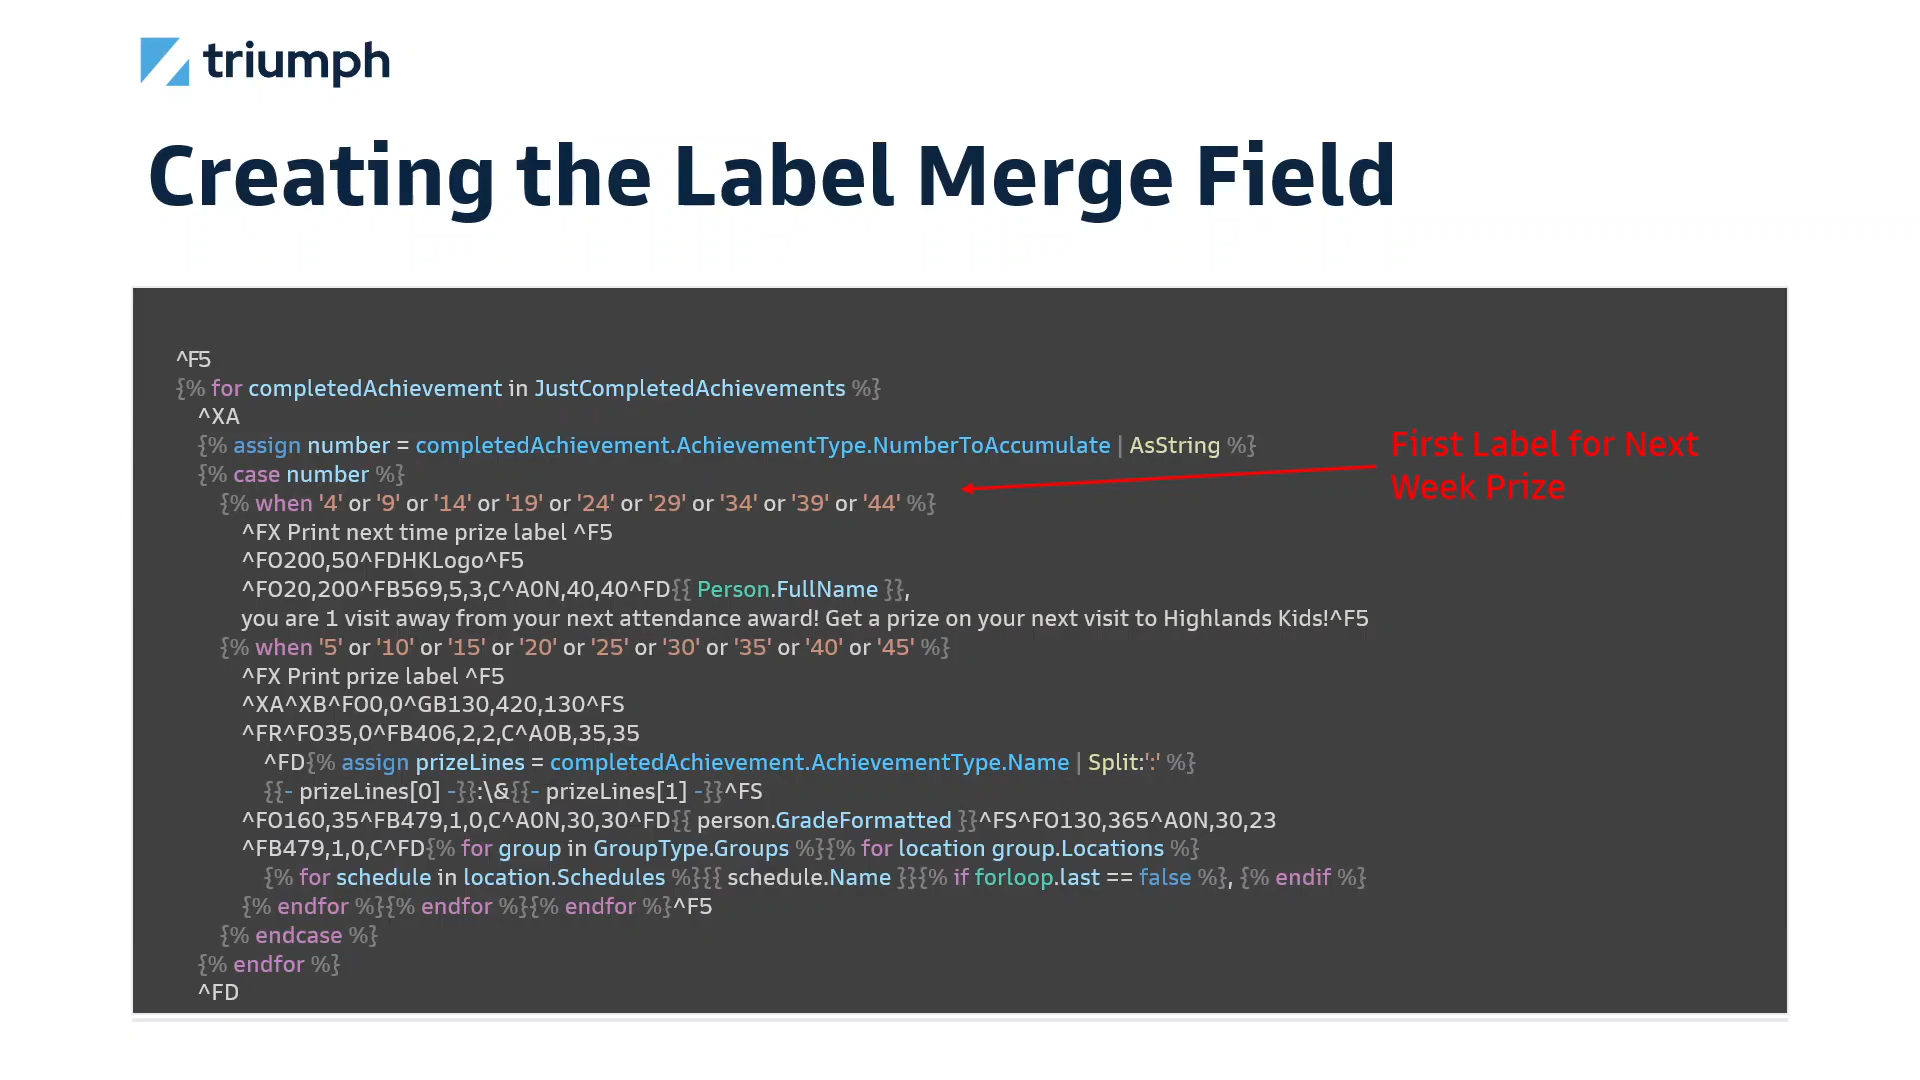 triumph
Creating the Label Merge Field
^F5
{% for completedAchievement in JustCompletedAchievements %}
^XA
{% assign number = completedAchievement.AchievementType.NumberToAccumulate | AsString %}
{% case number %}
{% when '4' or '9' or '14' or '19' or '24' or '29' or '34' or '39' or '44' %}
First Label for Next
Week Prize
^FX Print next time prize label ^F5
^FO200,50^FDHKLogo^F5
^FO20,200^FB569,5,3,C^A0N,40,40^FD{{ Person.FullName }},
you are 1 visit away from your next attendance award! Get a prize on your next visit to Highlands Kids!^F5
{% when '5' or '10' or '15' or '20' or '25' or '30' or '35' or '40' or '45' %}
^FX Print prize label ^F5
^XA^XB^FO0,0^GB130,420,130^FS
^FR^FO35,0^FB406,2,2,C^A0B,35,35
^FD{% assign prizeLines = completedAchievement.AchievementType.Name | Split:':' %}
{{- prizeLines[0] -}}:\&{{- prizeLines[1] -}}^FS
^FO160,35^FB479,1,0,C^A0N,30,30^FD{{ person.GradeFormatted }}^FS^FO130,365^A0N,30,23
^FB479,1,0,C^FD{% for group in GroupType.Groups %}{% for location group.Locations %}
{% for schedule in location.Schedules %}{{ schedule.Name }}{% if forloop.last == false %}, {% endif %}
{% endfor %}{% endfor %}{% endfor %}^F5
{% endcase %}
{% endfor %}
^FD